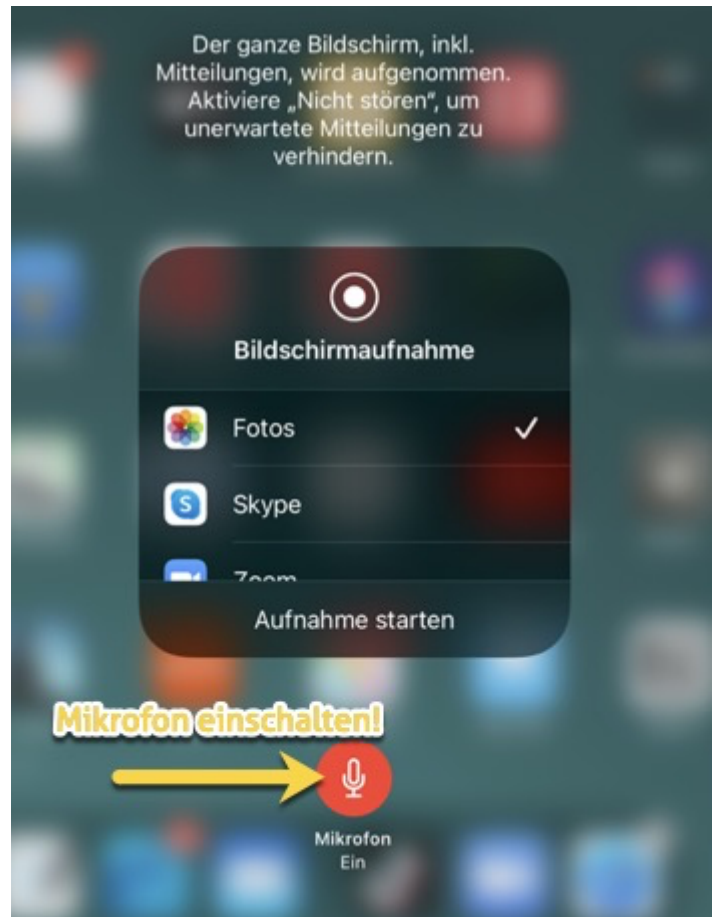 Der ganze Bildschirm, inkl.
Mitteilungen, wird aufgenommen.
Aktiviere „Nicht stören“, um
unerwartete Mitteilungen zu
verhindern.
Bildschirmaufnahme
Fotos
Skype
Zoom
Aufnahme starten
Mikrofon einschalten!
Mikrofon
Ein